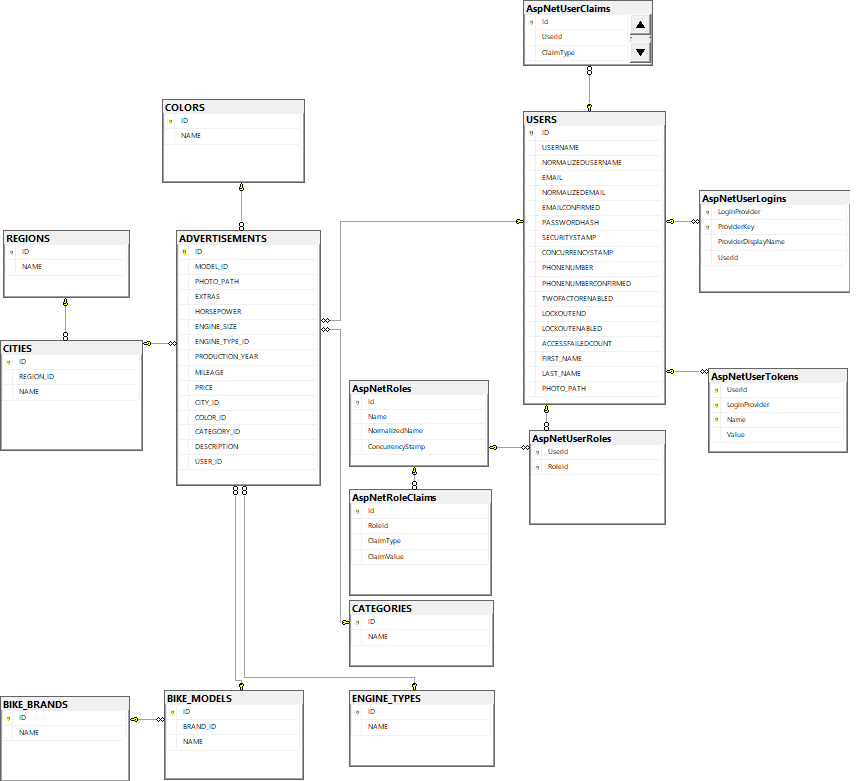 AspNetUserClaims
Id
UserId
ClaimType
COLORS
ID
NAME
USERS
ID
USERNAME
NORMALIZEDUSERNAME
EMAIL
NORMALIZEDEMAIL
EMAILCONFIRMED
PASSWORDHASH
SECURITYSTAMP
CONCURRENCYSTAMP
PHONENUMBER
PHONENUMBERCONFIRMED
TWOFACTORENABLED
LOCKOUTEND
LOCKOUTENABLED
ACCESSFAILEDCOUNT
FIRST_NAME
LAST_NAME
PHOTO_PATH
AspNetUserLogins
LoginProvider
ProviderKey
ProviderDisplayName
UserId
REGIONS
ID
NAME
ADVERTISEMENTS
ID
MODEL_ID
PHOTO_PATH
EXTRAS
HORSEPOWER
ENGINE_SIZE
ENGINE_TYPE_ID
PRODUCTION_YEAR
MILEAGE
PRICE
CITY_ID
COLOR_ID
CATEGORY_ID
DESCRIPTION
USER_ID
CITIES
ID
REGION_ID
NAME
AspNetRoles
Id
Name
NormalizedName
ConcurrencyStamp
AspNetUserTokens
UserId
LoginProvider
Name
Value
AspNetUserRoles
UserId
RoleId
AspNetRoleClaims
Id
RoleId
ClaimType
ClaimValue
CATEGORIES
ID
NAME
BIKE_BRANDS
ID
NAME
BIKE_MODELS
ID
BRAND_ID
NAME
ENGINE_TYPES
ID
NAME